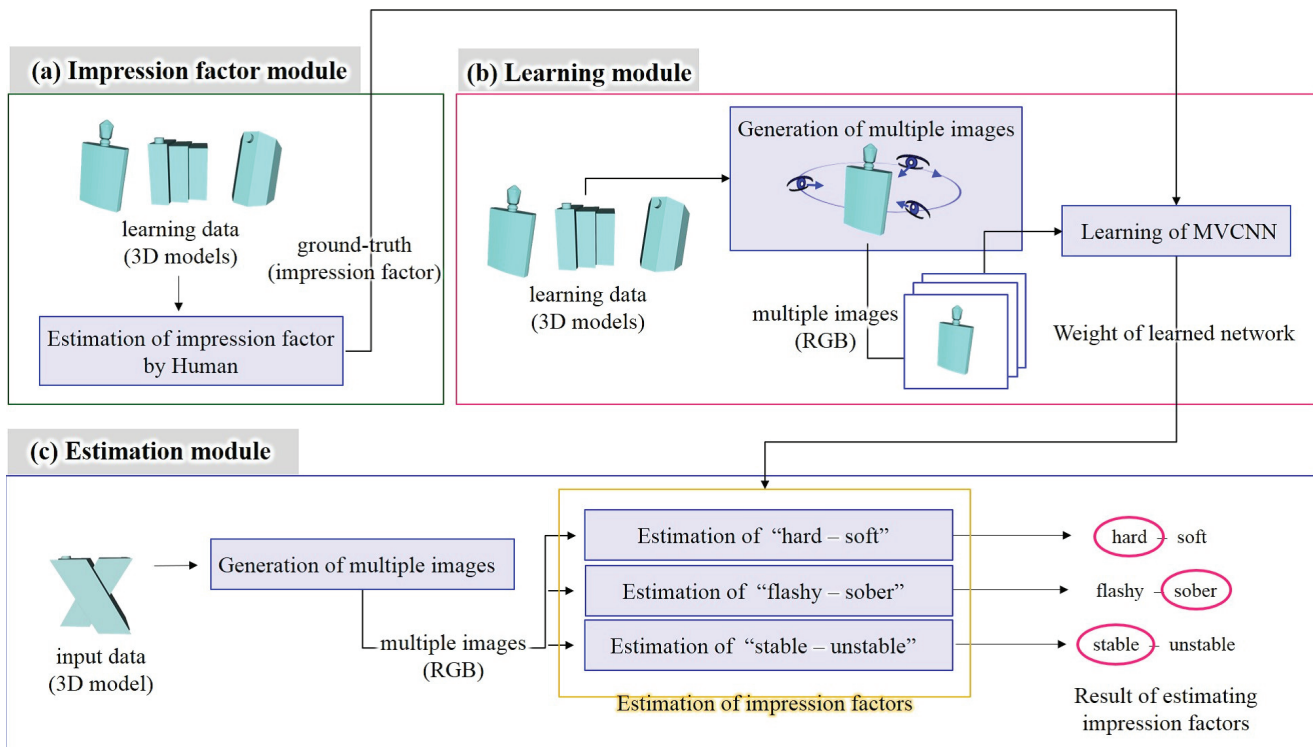 (a) Impression factor module
learning data
(3D models)
ground-truth
(impression factor)
Estimation of impression factor
by Human
(b) Learning module
Generation of multiple images
learning data
(3D models)
multiple images
(RGB)
Learning of MVCNN
Weight of learned network
(c) Estimation module
input data
(3D model)
Generation of multiple images
multiple images
(RGB)
Estimation of “hard – soft”
Estimation of “flashy – sober”
Estimation of “stable – unstable”
Estimation of impression factors
hard – soft
flashy – sober
stable – unstable
Result of estimating
impression factors